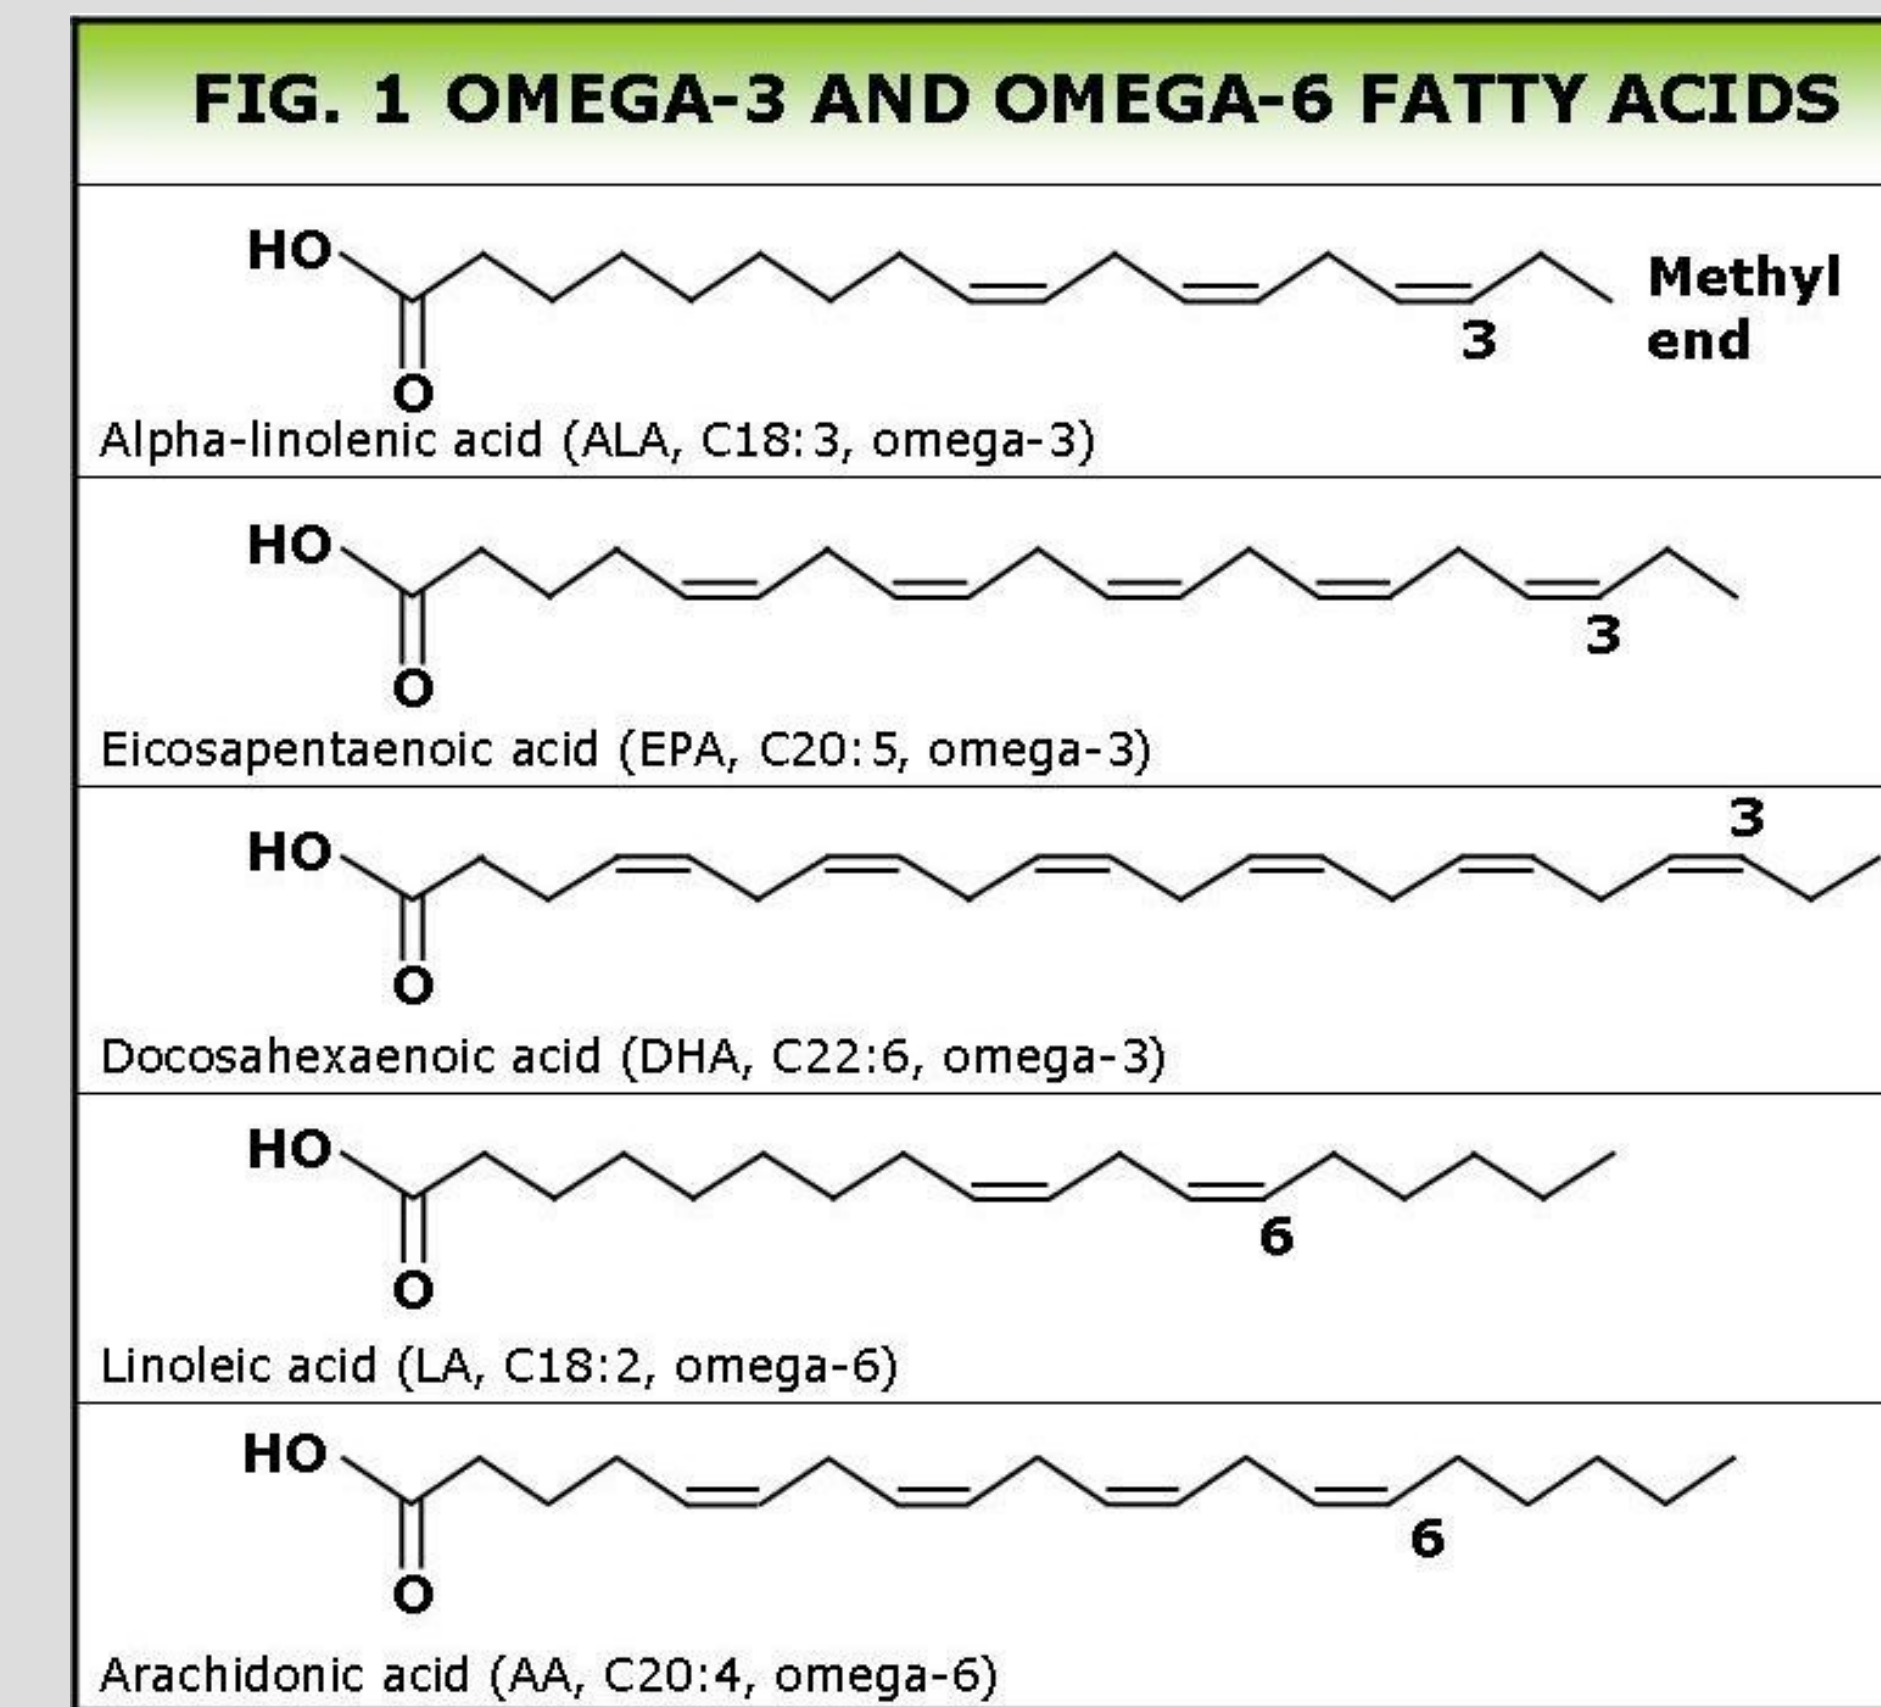 FIG. 1 OMEGA-3 AND OMEGA-6 FATTY ACIDS
HO
Methyl
end
3
O
Alpha-linolenic acid (ALA, C18:3, omega-3)
HO
3
O
Eicosapentaenoic acid (EPA, C20:5, omega-3)
3
HO
O
Docosahexaenoic acid (DHA, C22:6, omega-3)
HO
6
O
Linoleic acid (LA, C18:2, omega-6)
HO
6
O
Arachidonic acid (AA, C20:4, omega-6)